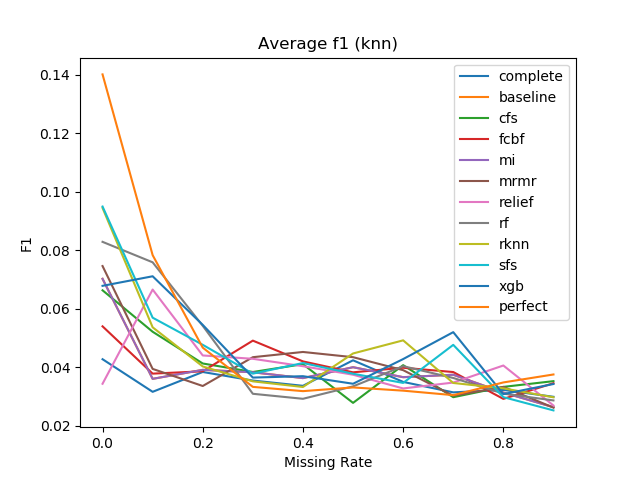 Average f1 (knn)
F1
0.14
0.12
0.10
0.08
0.06
0.04
0.02
0.0
0.2
0.4
0.6
0.8
Missing Rate
complete
baseline
cfs
fcbf
mi
mrmr
relief
rf
rknn
sfs
xgb
perfect